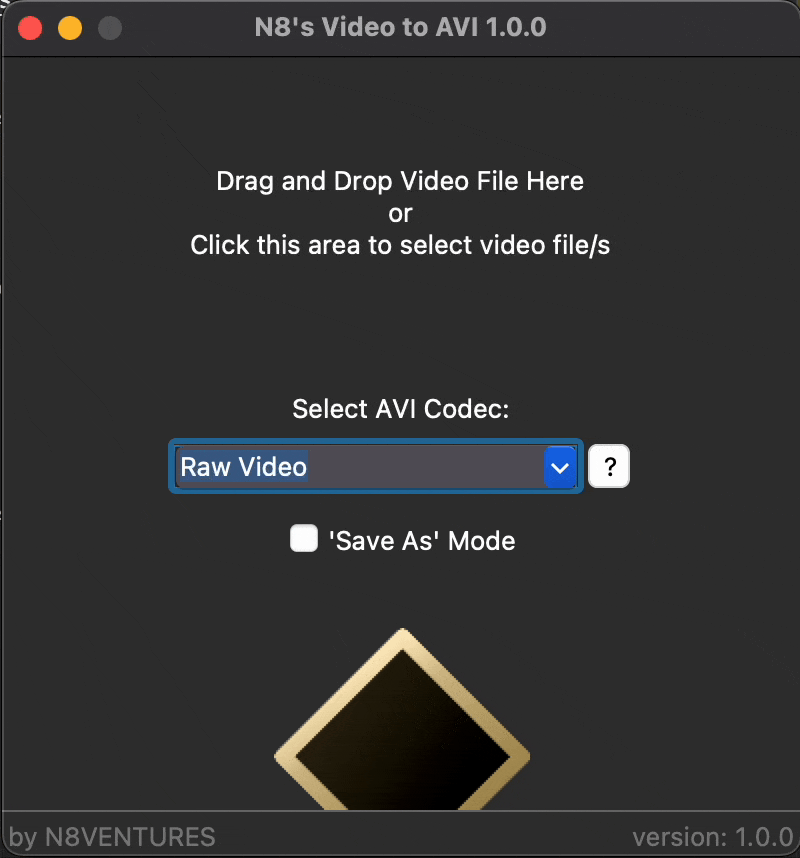 N8's Video to AVI 1.0.0
Drag and Drop Video File Here
or
Click this area to select video file/s
Select AVI Codec:
Raw Video
?
'Save As' Mode
by N8VENTURES
version: 1.0.0